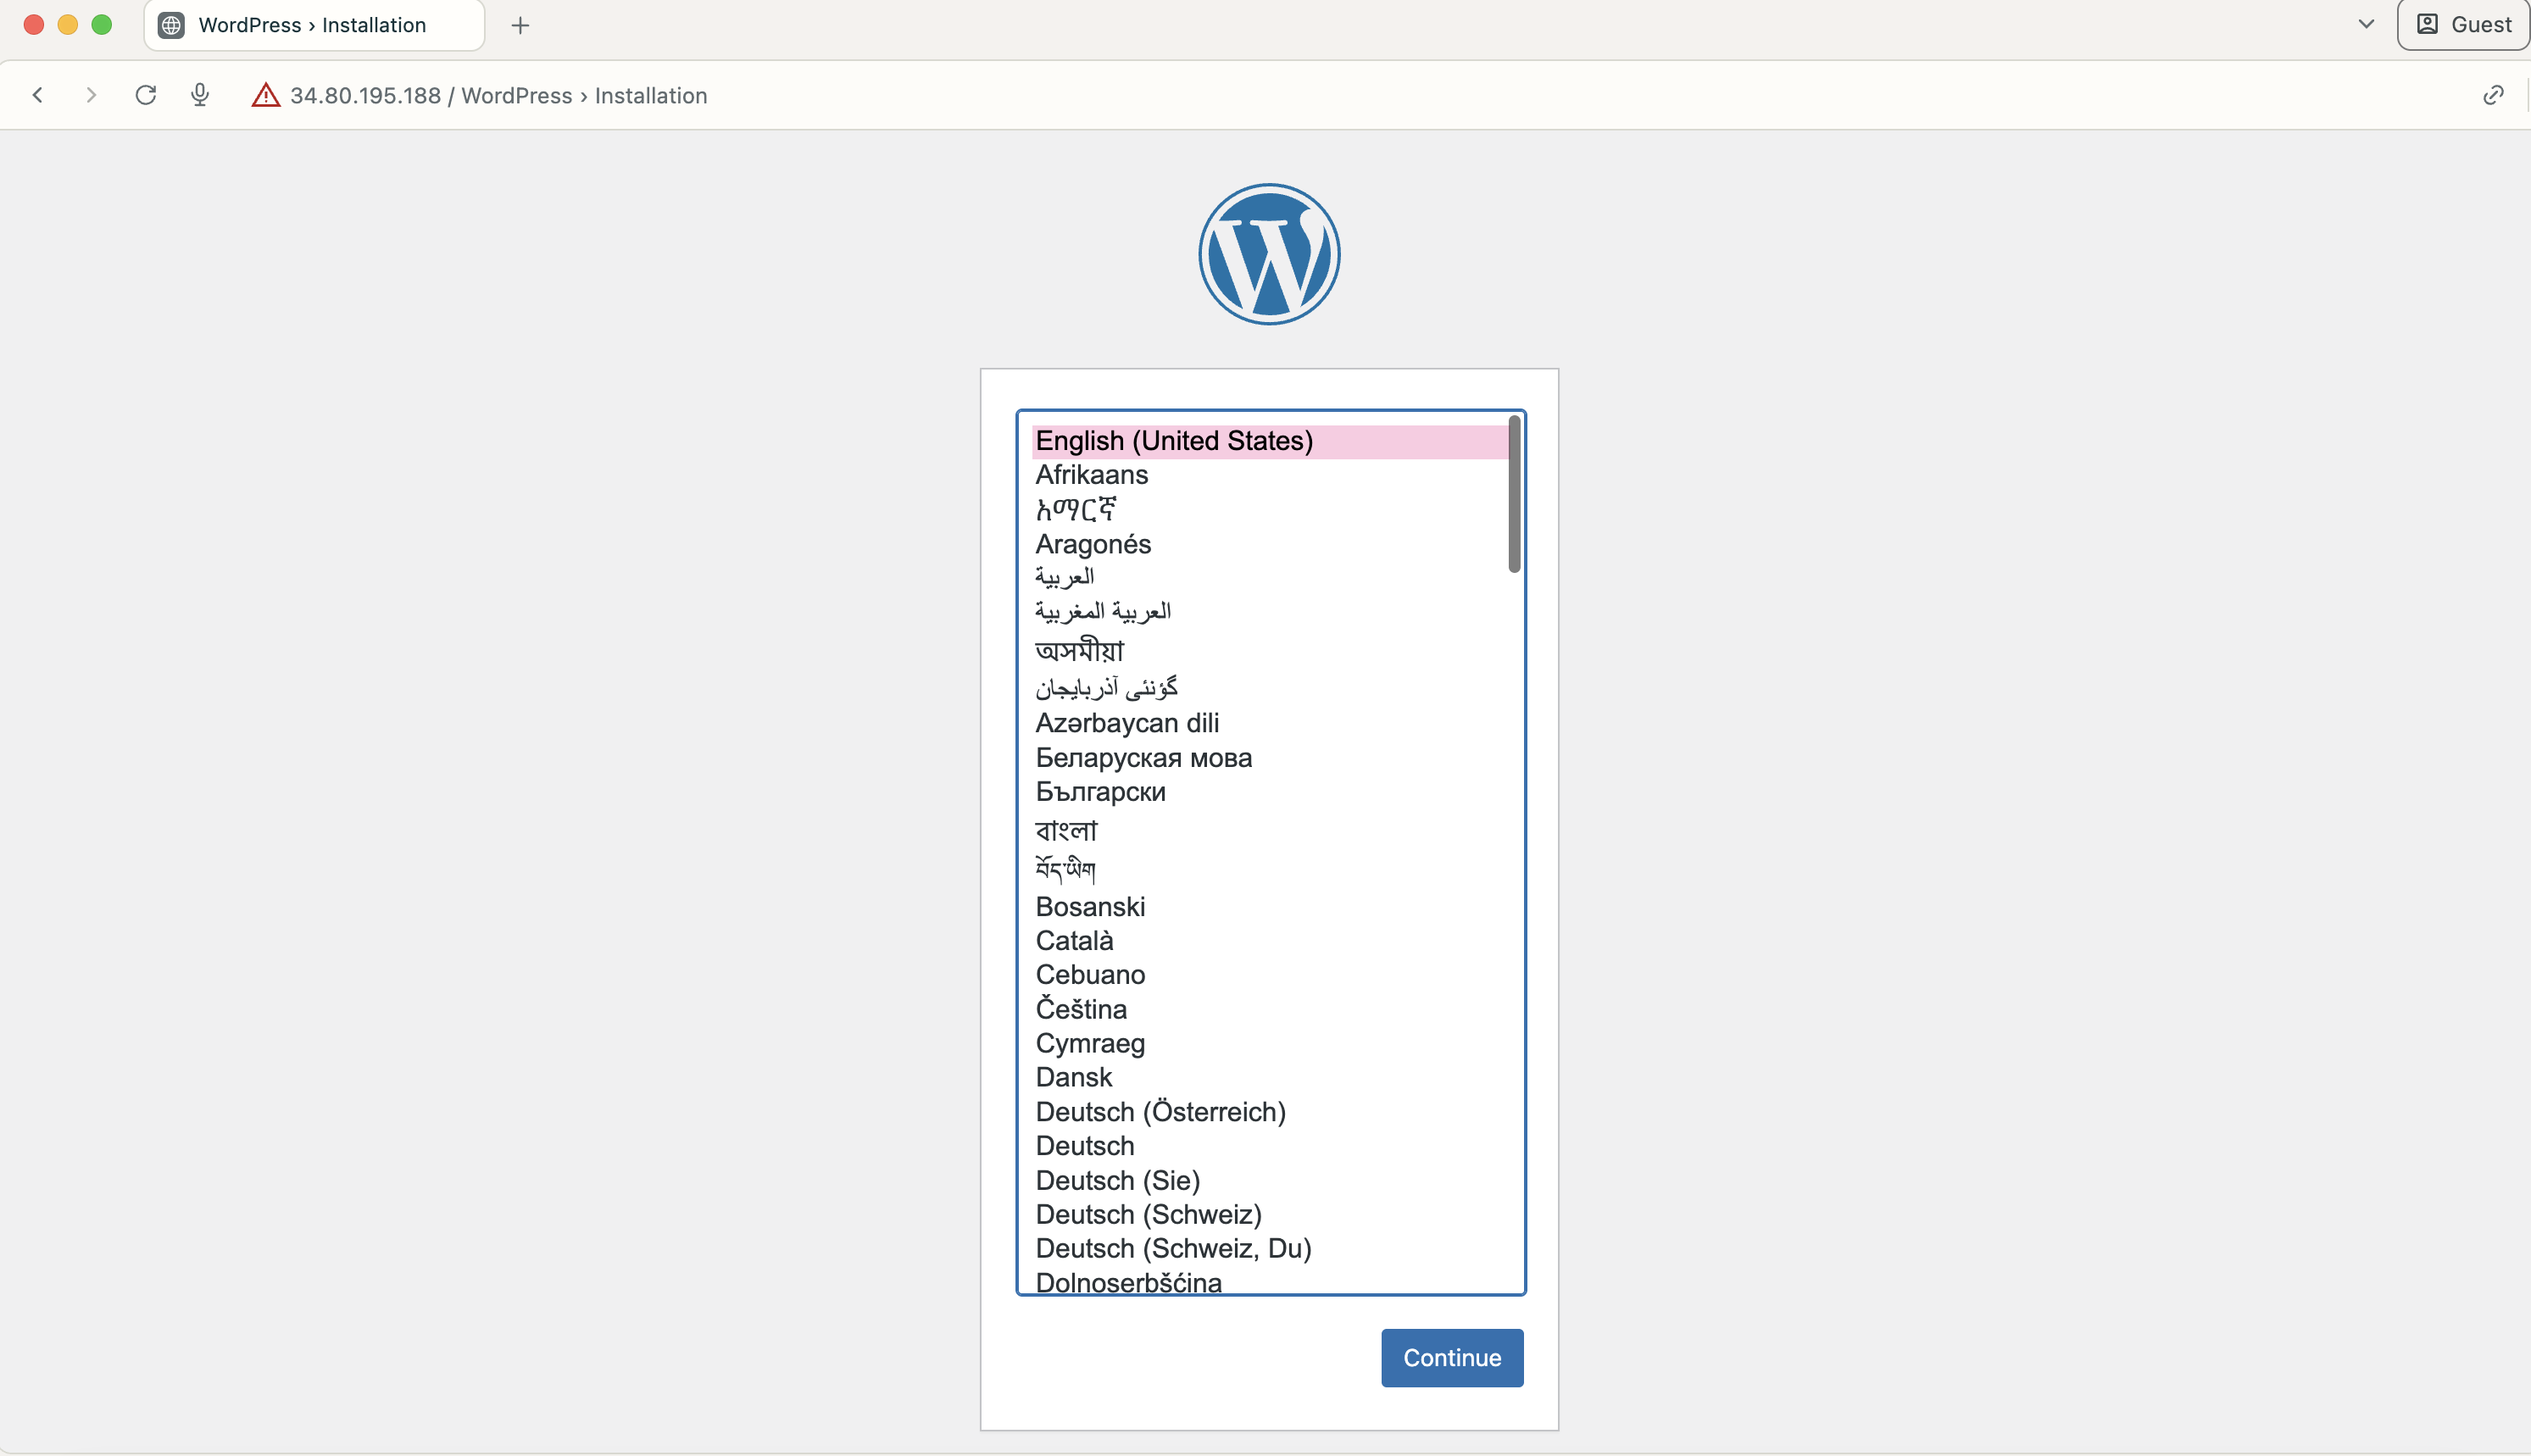 WordPress › Installation
Guest
34.80.195.188 / WordPress › Installation
English (United States)
Afrikaans
አማርኛ
Aragonés
العربية
العربية المغربية
অসমীয়া
گؤنئی آذربایجان
Azərbaycan dili
Беларуская мова
Български
বাংলা
བོད་ཡིག
Bosanski
Català
Cebuano
Čeština
Cymraeg
Dansk
Deutsch (Österreich)
Deutsch
Deutsch (Sie)
Deutsch (Schweiz)
Deutsch (Schweiz, Du)
Dolnoserbšćina
Continue